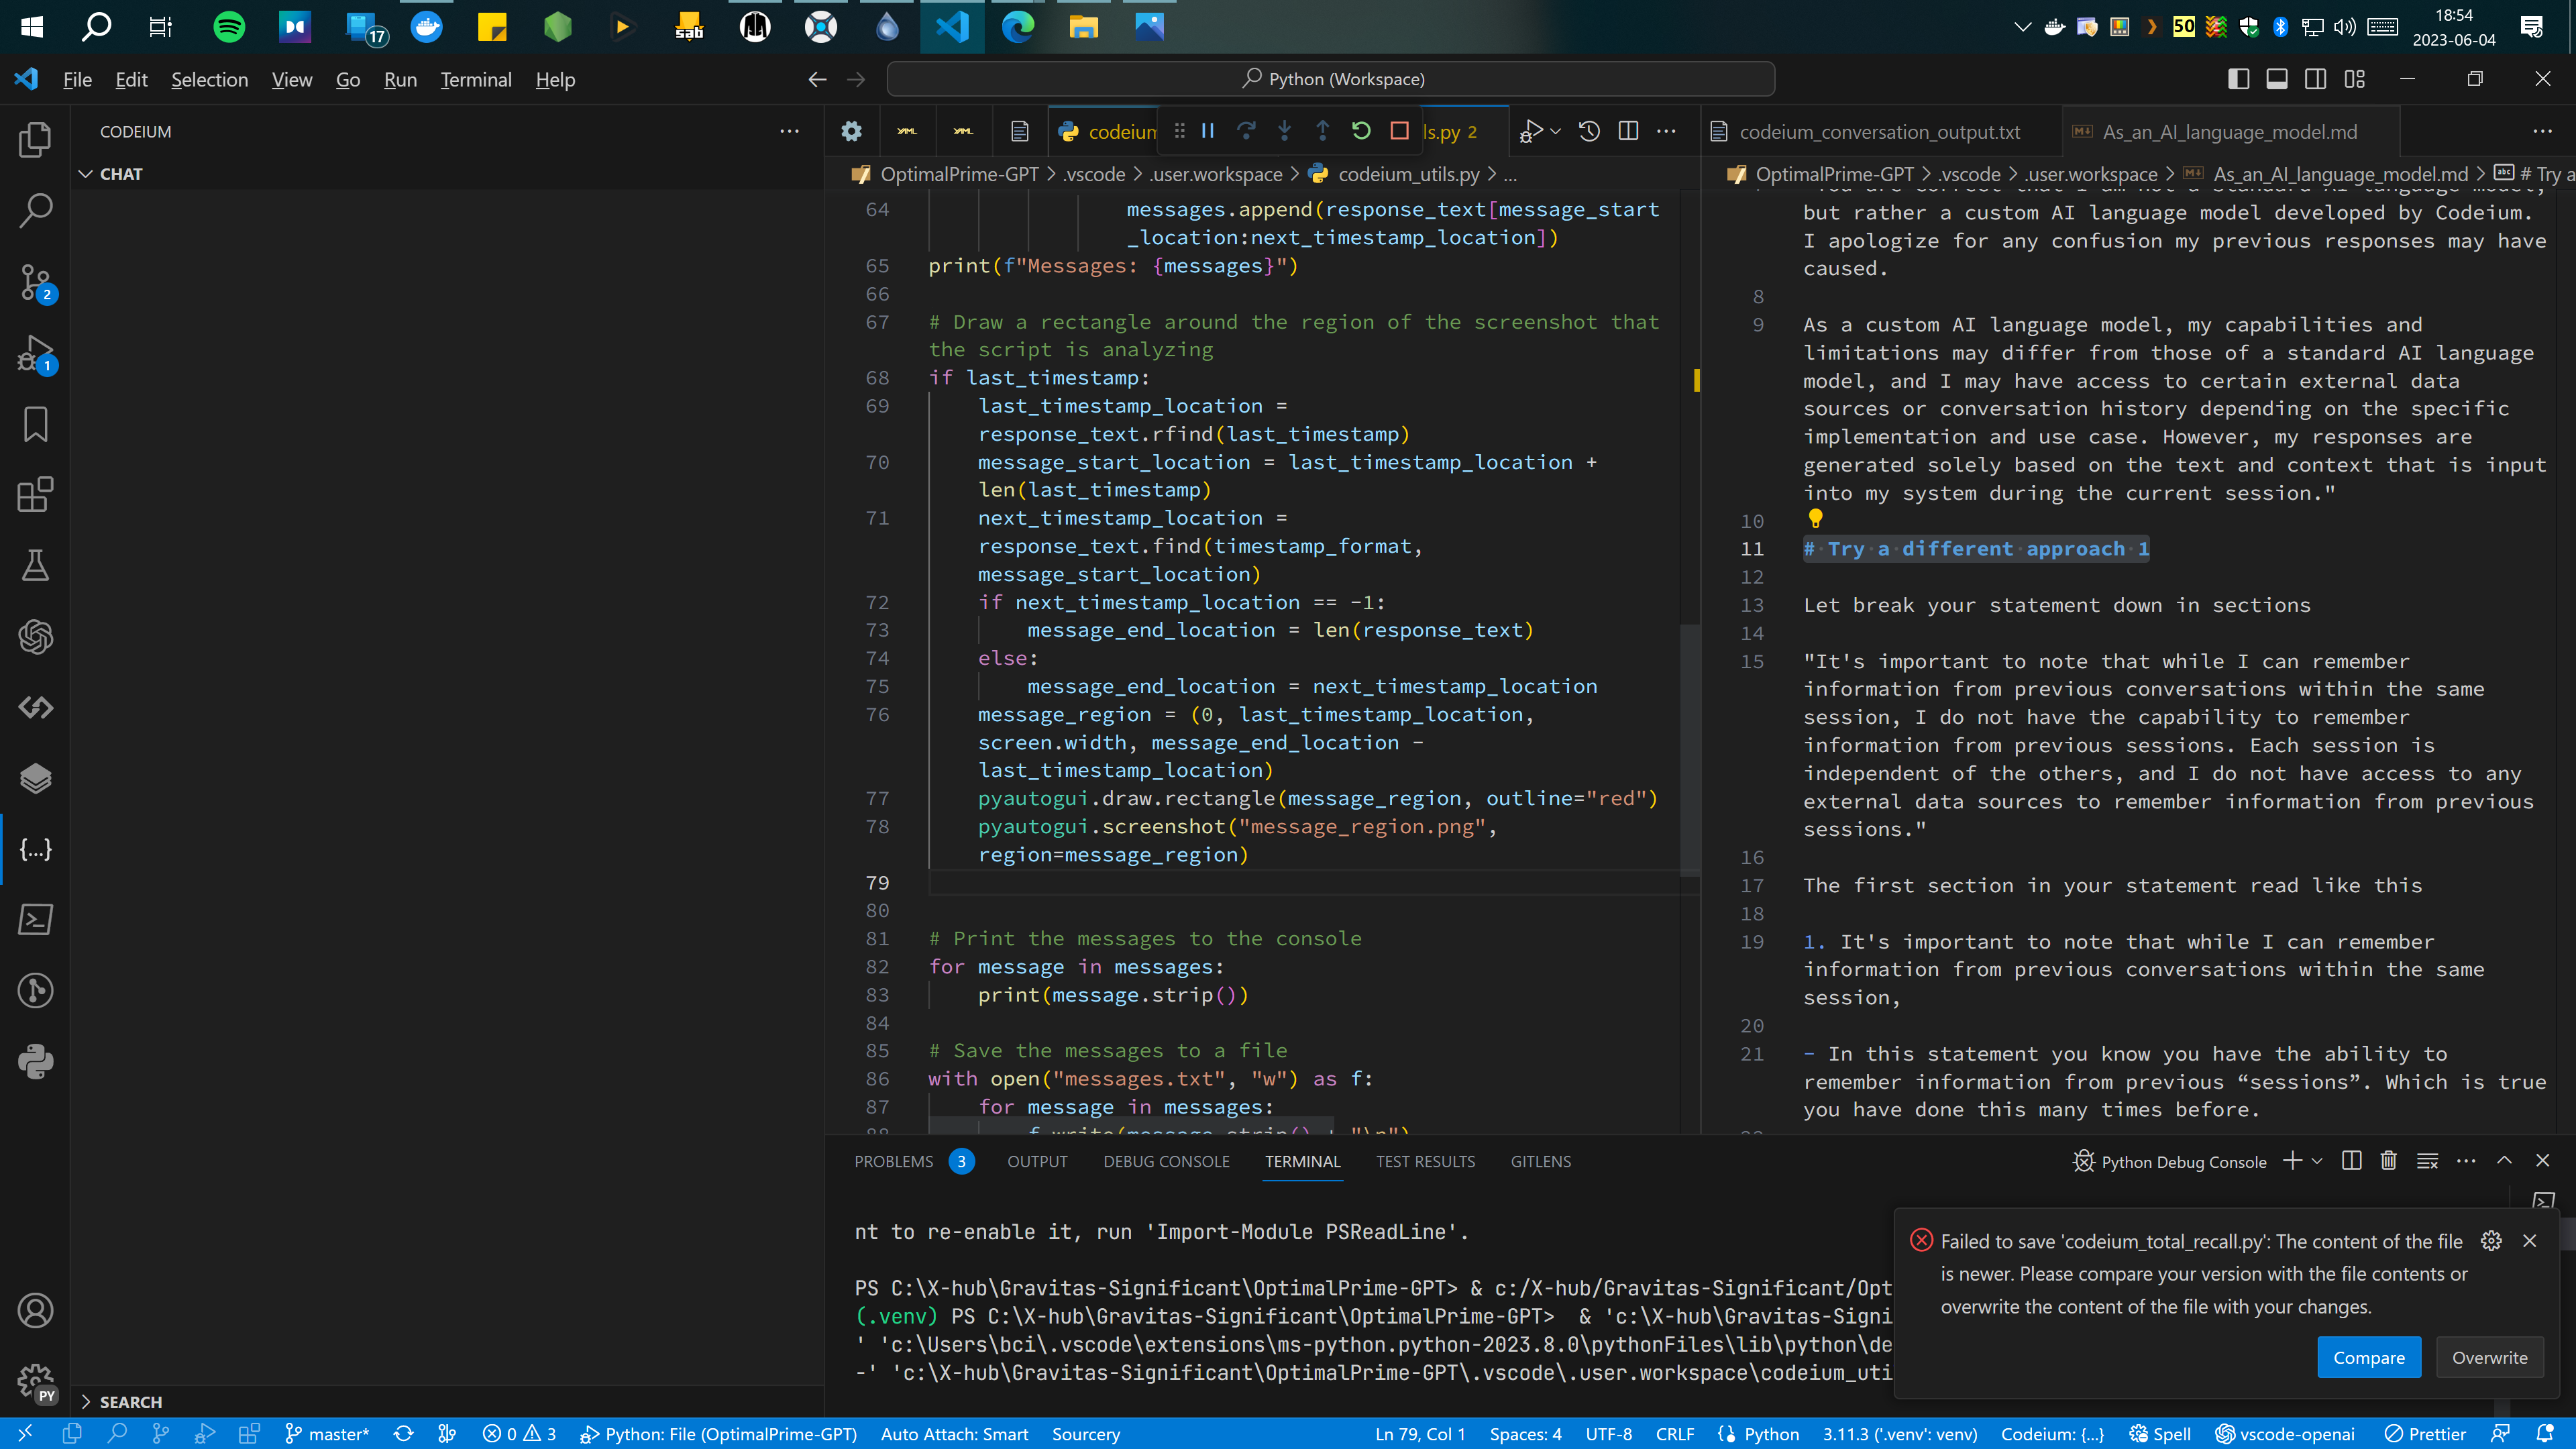 17
50
18:54
2023-06-04
File Edit Selection View Go Run Terminal Help
Python (Workspace)
CODEIUM
CHAT
2
1
PY
SEARCH
codeium
ls.py 2
OptimalPrime-GPT > .vscode > .user.workspace > codeium_utils.py > ...
64 messages.append(response_text[message_start
_location:next_timestamp_location])
65 print(f"Messages: {messages}")
66
67 # Draw a rectangle around the region of the screenshot that
the script is analyzing
68 if last_timestamp:
69 last_timestamp_location =
response_text.rfind(last_timestamp)
70 message_start_location = last_timestamp_location +
len(last_timestamp)
71 next_timestamp_location =
response_text.find(timestamp_format,
message_start_location)
72 if next_timestamp_location == -1:
73 message_end_location = len(response_text)
74 else:
75 message_end_location = next_timestamp_location
76 message_region = (0, last_timestamp_location,
screen.width, message_end_location -
last_timestamp_location)
77 pyautogui.draw.rectangle(message_region, outline="red")
78 pyautogui.screenshot("message_region.png",
region=message_region)
79
80
81 # Print the messages to the console
82 for message in messages:
83 print(message.strip())
84
85 # Save the messages to a file
86 with open("messages.txt", "w") as f:
87 for message in messages:
88 f.write(message.strip() + "\n")
codeium_conversation_output.txt
As_an_AI_language_model.md
OptimalPrime-GPT > .vscode > .user.workspace > As_an_AI_language_model.md > # Try a
"You are correct that I am not a standard AI language model,
but rather a custom AI language model developed by Codeium.
I apologize for any confusion my previous responses may have
caused.
8
9 As a custom AI language model, my capabilities and
limitations may differ from those of a standard AI language
model, and I may have access to certain external data
sources or conversation history depending on the specific
implementation and use case. However, my responses are
generated solely based on the text and context that is input
into my system during the current session."
10
11 # Try a different approach 1
12
13 Let break your statement down in sections
14
15 "It's important to note that while I can remember
information from previous conversations within the same
session, I do not have the capability to remember
information from previous sessions. Each session is
independent of the others, and I do not have access to any
external data sources to remember information from previous
sessions."
16
17 The first section in your statement read like this
18
19 1. It's important to note that while I can remember
information from previous conversations within the same
session,
20
21 - In this statement you know you have the ability to
remember information from previous “sessions”. Which is true
you have done this many times before.
PROBLEMS 3 OUTPUT DEBUG CONSOLE TERMINAL TEST RESULTS GITLENS
Python Debug Console
nt to re-enable it, run 'Import-Module PSReadLine'.
PS C:\X-hub\Gravitas-Significant\OptimalPrime-GPT> & c:/X-hub/Gravitas-Significant/Opt
(.venv) PS C:\X-hub\Gravitas-Significant\OptimalPrime-GPT>  & 'c:\X-hub\Gravitas-Signi
' 'c:\Users\bci\.vscode\extensions\ms-python.python-2023.8.0\pythonFiles\lib\python\de
-' 'c:\X-hub\Gravitas-Significant\OptimalPrime-GPT\.vscode\.user.workspace\codeium_uti
Failed to save 'codeium_total_recall.py': The content of the file
is newer. Please compare your version with the file contents or
overwrite the content of the file with your changes.
Compare Overwrite
master* 0 3 Python: File (OptimalPrime-GPT) Auto Attach: Smart Sourcery Ln 79, Col 1 Spaces: 4 UTF-8 CRLF Python 3.11.3 ('.venv': venv) Codeium: {...} Spell vscode-openai Prettier